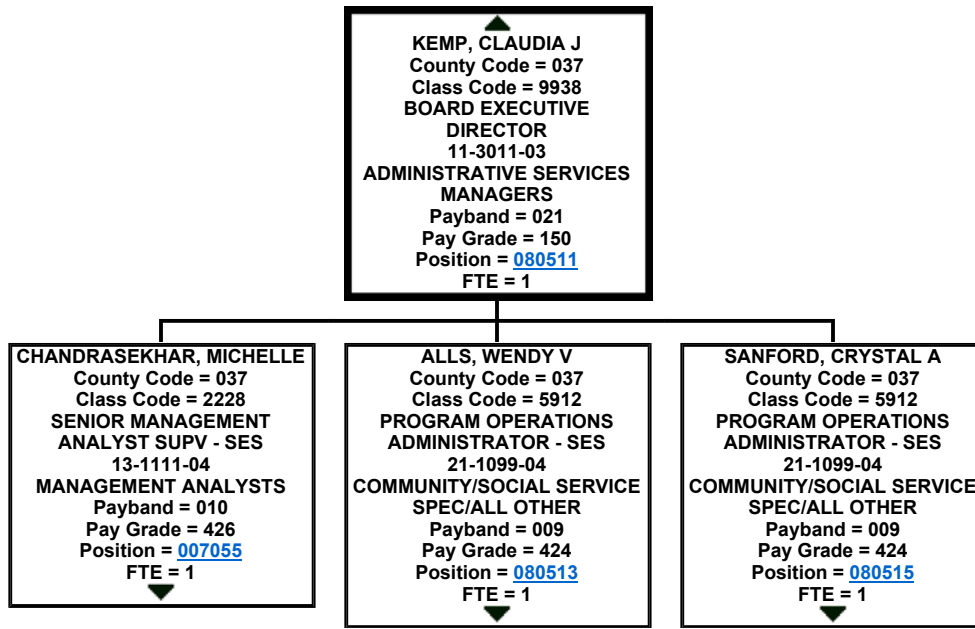 KEMP, CLAUDIA J
County Code = 037
Class Code = 9938
BOARD EXECUTIVE
DIRECTOR
11-3011-03
ADMINISTRATIVE SERVICES
MANAGERS
Payband = 021
Pay Grade = 150
Position = 080511
FTE = 1
CHANDRASEKHAR, MICHELLE
County Code = 037
Class Code = 2228
SENIOR MANAGEMENT
ANALYST SUPV - SES
13-1111-04
MANAGEMENT ANALYSTS
Payband = 010
Pay Grade = 426
Position = 007055
FTE = 1
ALLS, WENDY V
County Code = 037
Class Code = 5912
PROGRAM OPERATIONS
ADMINISTRATOR - SES
21-1099-04
COMMUNITY/SOCIAL SERVICE
SPEC/ALL OTHER
Payband = 009
Pay Grade = 424
Position = 080513
FTE = 1
SANFORD, CRYSTAL A
County Code = 037
Class Code = 5912
PROGRAM OPERATIONS
ADMINISTRATOR - SES
21-1099-04
COMMUNITY/SOCIAL SERVICE
SPEC/ALL OTHER
Payband = 009
Pay Grade = 424
Position = 080515
FTE = 1